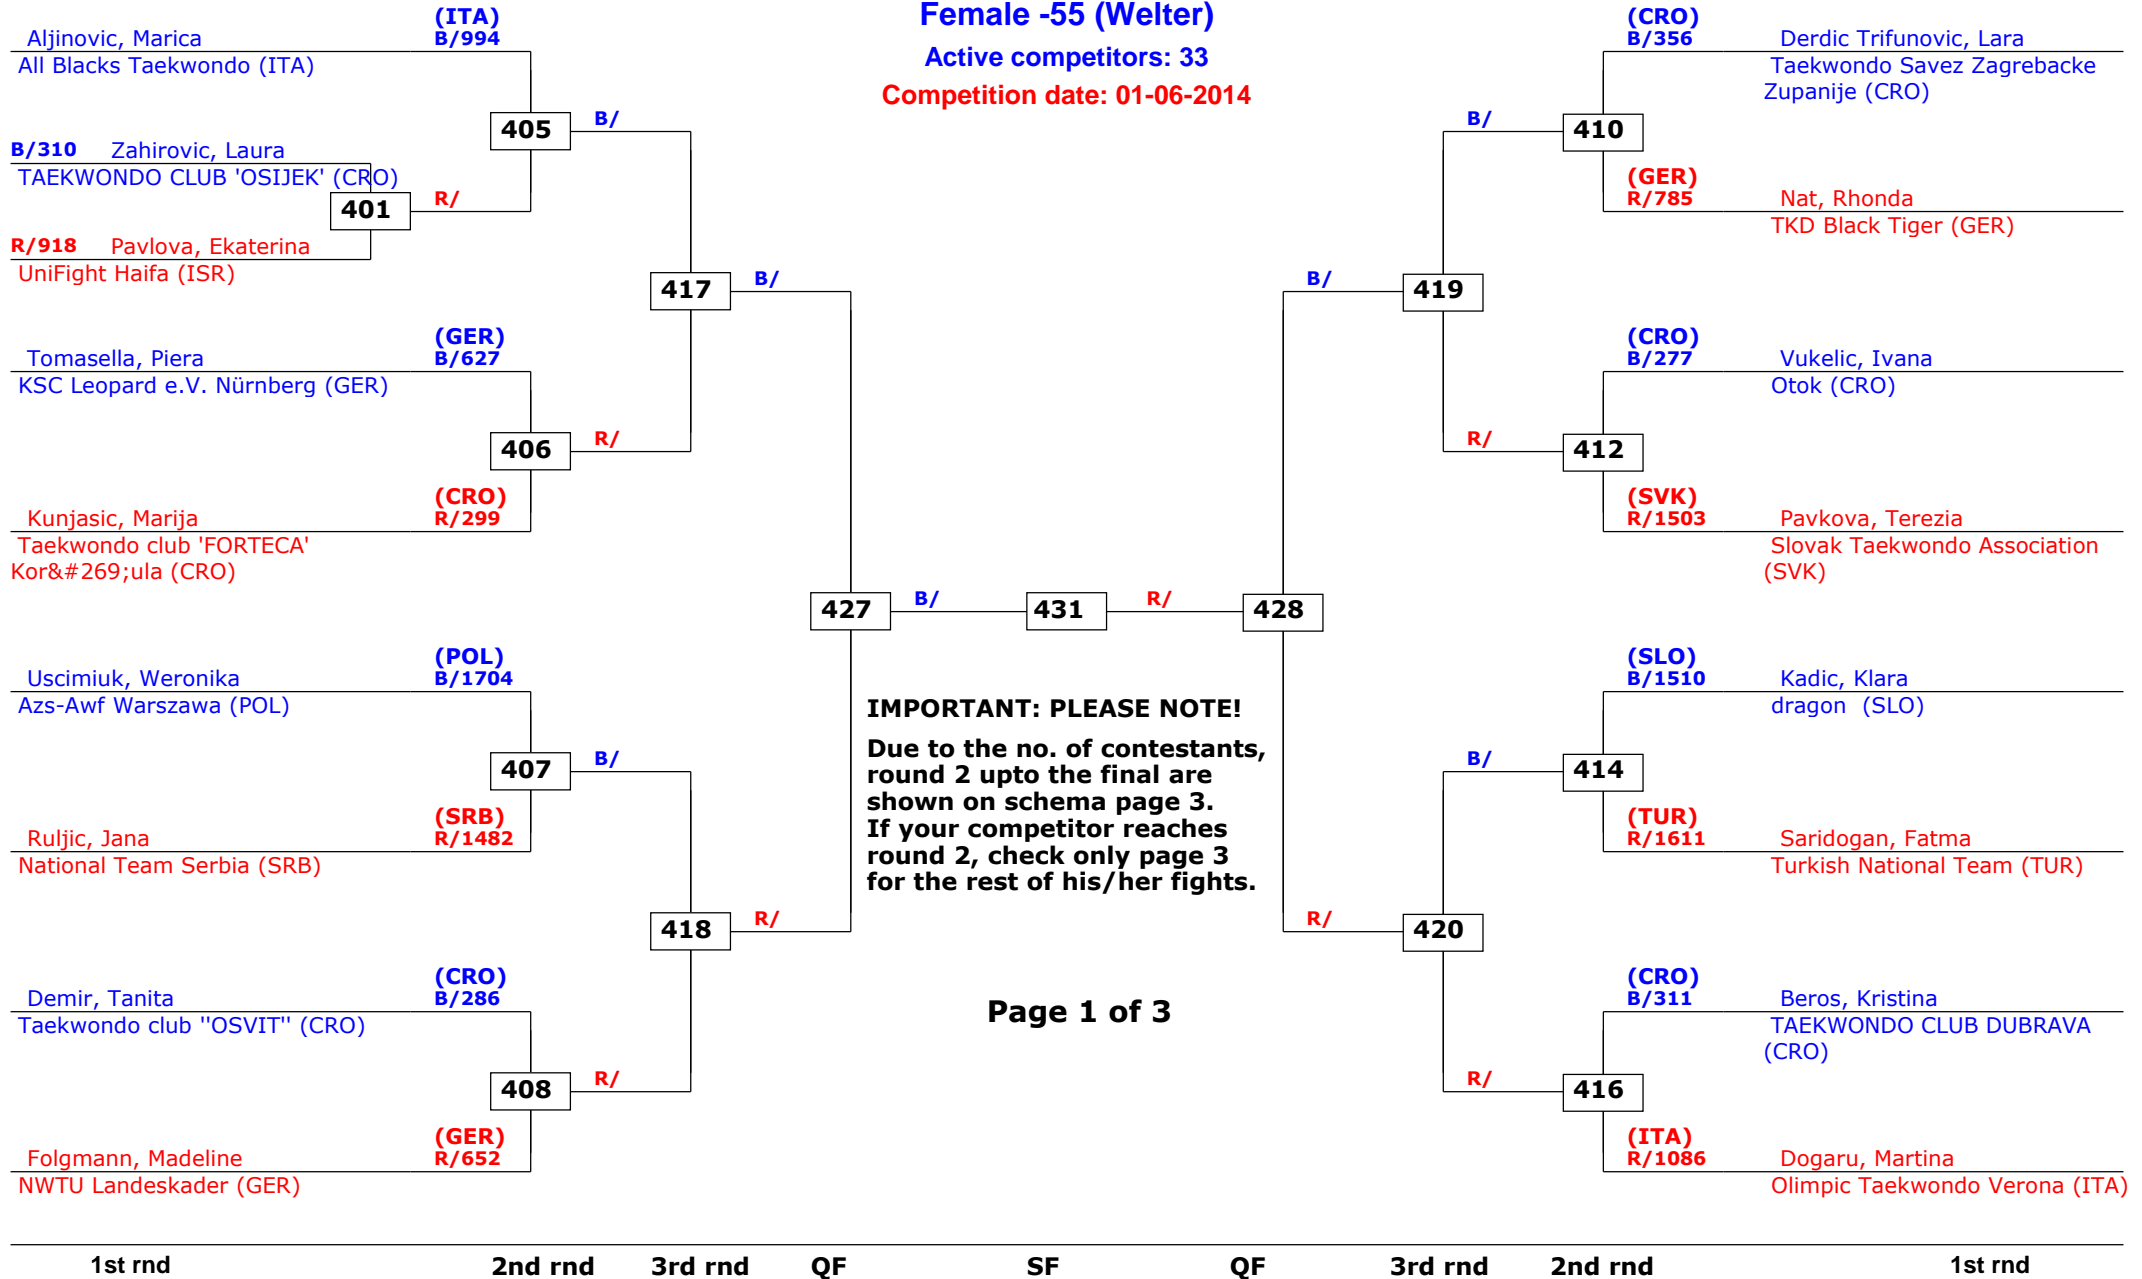 Female -55 (Welter)
Active competitors: 33
Competition date: 01-06-2014
(ITA)
Aljinovic, Marica B/994
All Blacks Taekwondo (ITA)
405
B/
B/310 Zahirovic, Laura
TAEKWONDO CLUB 'OSIJEK' (CRO)
401
R/
R/918 Pavlova, Ekaterina
UniFight Haifa (ISR)
417
B/
(GER)
Tomasella, Piera B/627
KSC Leopard e.V. Nürnberg (GER)
406
R/
(CRO)
Kunjasic, Marija R/299
Taekwondo club 'FORTECA'
Kor&#269;ula (CRO)
427
B/
431
R/
428
(POL)
Uscimiuk, Weronika B/1704
Azs-Awf Warszawa (POL)
407
B/
(SRB)
Ruljic, Jana R/1482
National Team Serbia (SRB)
418
R/
(CRO)
Demir, Tanita B/286
Taekwondo club ''OSVIT'' (CRO)
408
R/
(GER)
Folgmann, Madeline R/652
NWTU Landeskader (GER)
IMPORTANT: PLEASE NOTE!
Due to the no. of contestants,
round 2 upto the final are
shown on schema page 3.
If your competitor reaches
round 2, check only page 3
for the rest of his/her fights.
Page 1 of 3
(CRO)
B/356 Derdic Trifunovic, Lara
Taekwondo Savez Zagrebacke
Zupanije (CRO)
B/
410
(GER)
R/785 Nat, Rhonda
TKD Black Tiger (GER)
B/
419
(CRO)
B/277 Vukelic, Ivana
Otok (CRO)
R/
412
(SVK)
R/1503 Pavkova, Terezia
Slovak Taekwondo Association
(SVK)
(SLO)
B/1510 Kadic, Klara
dragon (SLO)
B/
414
(TUR)
R/1611 Saridogan, Fatma
Turkish National Team (TUR)
R/
420
(CRO)
B/311 Beros, Kristina
TAEKWONDO CLUB DUBRAVA
(CRO)
R/
416
(ITA)
R/1086 Dogaru, Martina
Olimpic Taekwondo Verona (ITA)
1st rnd 2nd rnd 3rd rnd QF SF QF 3rd rnd 2nd rnd 1st rnd